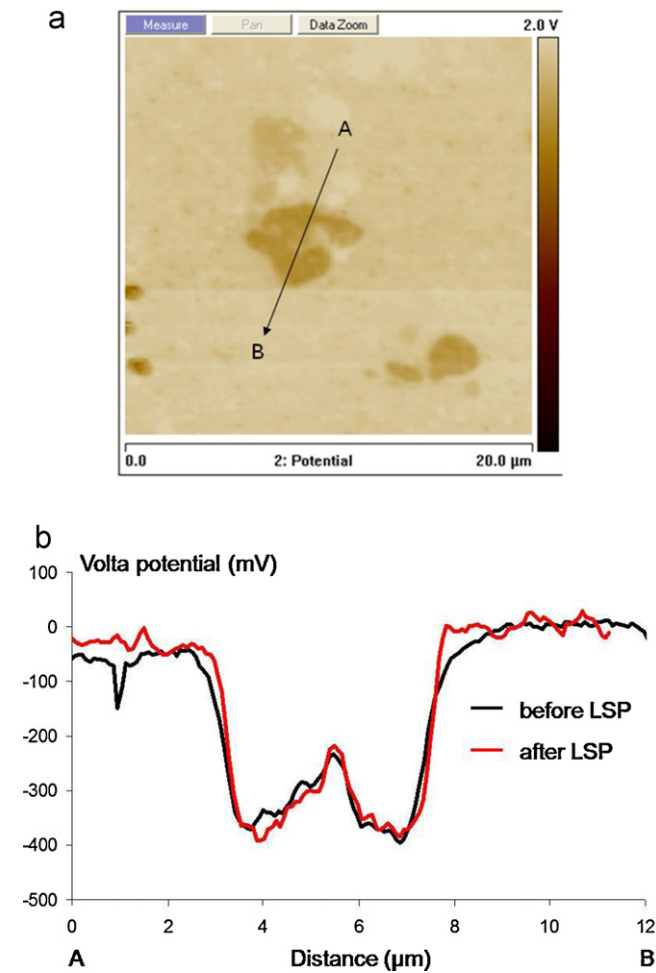 a
Measure Pan Data Zoom 2.0 V
A
B
0.0 2: Potential 20.0 µm
b
Volta potential (mV)
100
0
-100
-200
-300
-400
-500
before LSP
after LSP
0 2 4 6 8 10 12
A Distance (µm) B